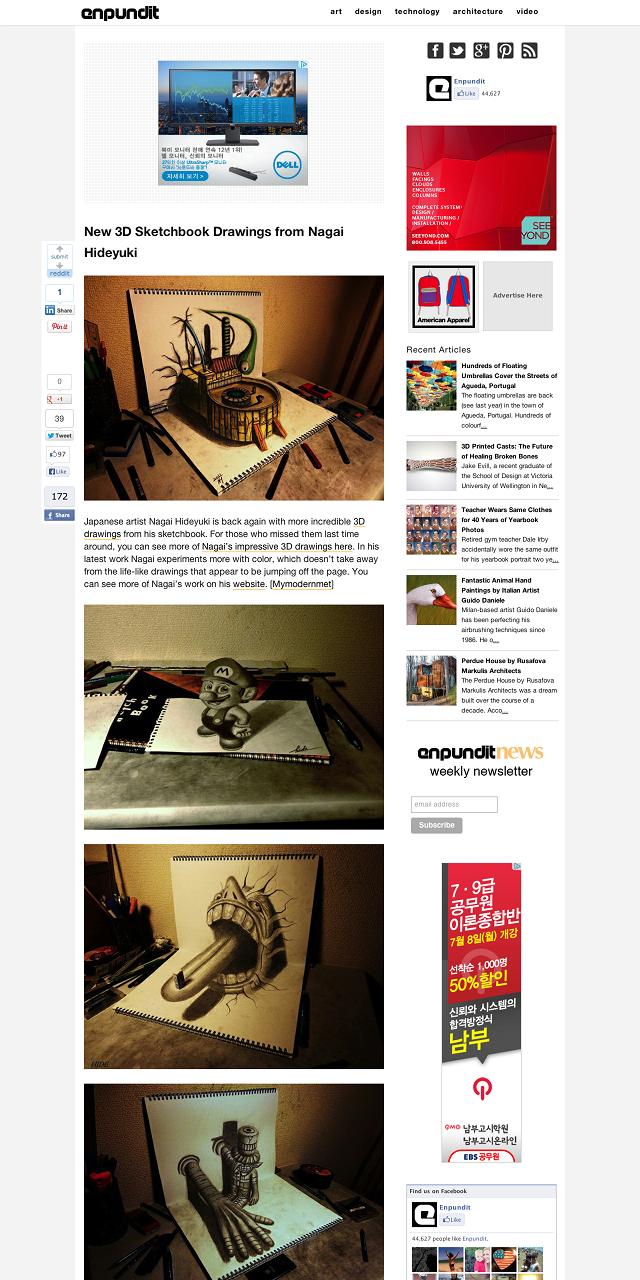 enpundit
art design technology architecture video
북미 모니터 판매 연속 12년 1위!
델 모니터, 신뢰의 모니터
자세히 보기 >
DELL
New 3D Sketchbook Drawings from Nagai
Hideyuki
submit
reddit
1
Share
Pin it
0
+1
39
Tweet
97
Like
172
Share
Japanese artist Nagai Hideyuki is back again with more incredible 3D
drawings from his sketchbook. For those who missed them last time
around, you can see more of Nagai's impressive 3D drawings here. In his
latest work Nagai experiments more with color, which doesn't take away
from the life-like drawings that appear to be jumping off the page. You
can see more of Nagai's work on his website. [Mymodernmet]
M
Book
HIDE
Enpundit
Like 44,627
WALLS
FACINGS
CLOUDS
ENCLOSURES
COLUMNS
COMPLETE SYSTEM
DESIGN /
MANUFACTURING /
INSTALLATION /
SEEYOND.COM
800.508.5455
SEE
YOND
American Apparel
Advertise Here
Recent Articles
Hundreds of Floating
Umbrellas Cover the Streets of
Agueda, Portugal
The floating umbrellas are back
(see last year) in the town of
Agueda, Portugal. Hundreds of
colourf...
3D Printed Casts: The Future
of Healing Broken Bones
Jake Evill, a recent graduate of
the School of Design at Victoria
University of Wellington in Ne...
Teacher Wears Same Clothes
for 40 Years of Yearbook
Photos
Retired gym teacher Dale Irby
accidentally wore the same outfit
for his yearbook portrait two ye...
Fantastic Animal Hand
Paintings by Italian Artist
Guido Daniele
Milan-based artist Guido Daniele
has been perfecting his
airbrushing techniques since
1986. He o...
Perdue House by Rusafova
Markulis Architects
The Perdue House by Rusafova
Markulis Architects was a dream
built over the course of a
decade. Acco...
enpunditnews
weekly newsletter
email address
Subscribe
7·9급
공무원
이론종합반
7월 8일(월) 개강
선착순 1,000명
50%할인
신뢰와 시스템의
합격방정식
남부
남부고시학원
남부고시온라인
EBS 공무원
Find us on Facebook
Enpundit
Like
44,627 people like Enpundit.